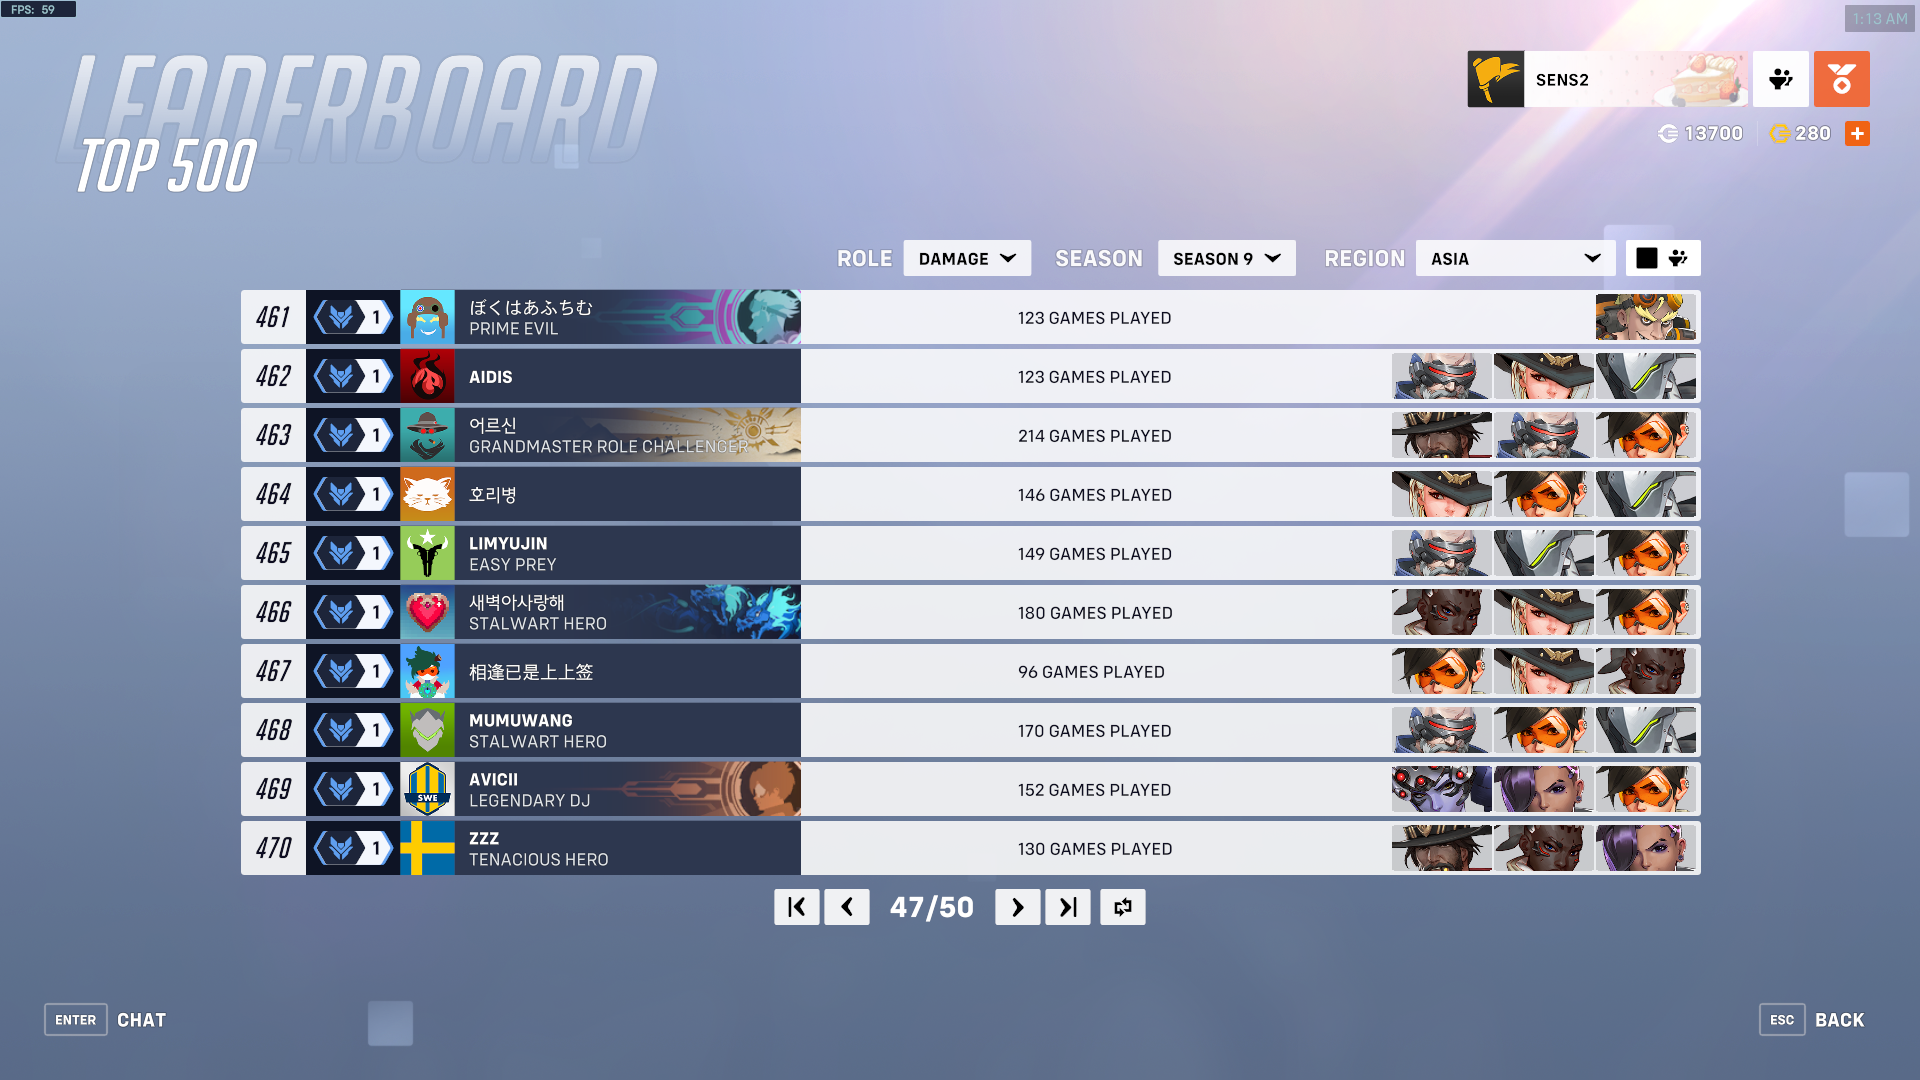 FPS: 59
1:13 AM
LEADERBOARD
TOP 500
SENS2
13700
280
ROLE
DAMAGE
SEASON
SEASON 9
REGION
ASIA
461
1
ぼくはあふちむ
PRIME EVIL
123 GAMES PLAYED
462
1
AIDIS
123 GAMES PLAYED
463
1
어르신
GRANDMASTER ROLE CHALLENGER
214 GAMES PLAYED
464
1
호리병
146 GAMES PLAYED
465
1
LIMYUJIN
EASY PREY
149 GAMES PLAYED
466
1
새벽아사랑해
STALWART HERO
180 GAMES PLAYED
467
1
相逢已是上上签
96 GAMES PLAYED
468
1
MUMUWANG
STALWART HERO
170 GAMES PLAYED
469
1
SWE
AVICII
LEGENDARY DJ
152 GAMES PLAYED
470
1
ZZZ
TENACIOUS HERO
130 GAMES PLAYED
47/50
ENTER
CHAT
ESC
BACK